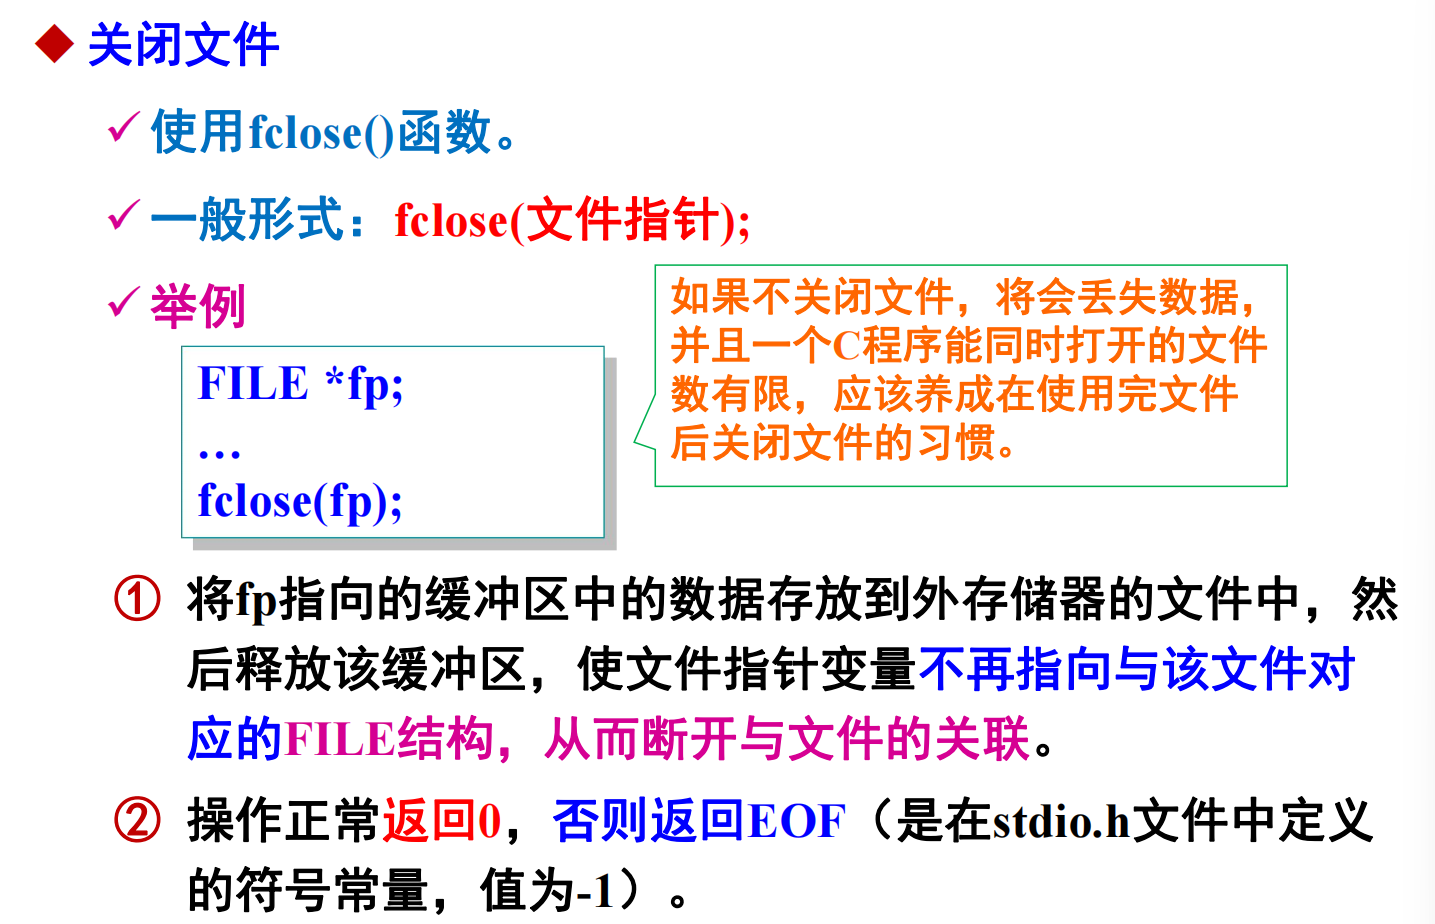 关闭文件
使用fclose()函数。
一般形式：fclose(文件指针);
举例
FILE *fp;
…
fclose(fp);
如果不关闭文件，将会丢失数据，
并且一个C程序能同时打开的文件
数有限，应该养成在使用完文件
后关闭文件的习惯。
① 将fp指向的缓冲区中的数据存放到外存储器的文件中，然
后释放该缓冲区，使文件指针变量不再指向与该文件对
应的FILE结构，从而断开与文件的关联。
② 操作正常返回0，否则返回EOF（是在stdio.h文件中定义
的符号常量，值为-1）。